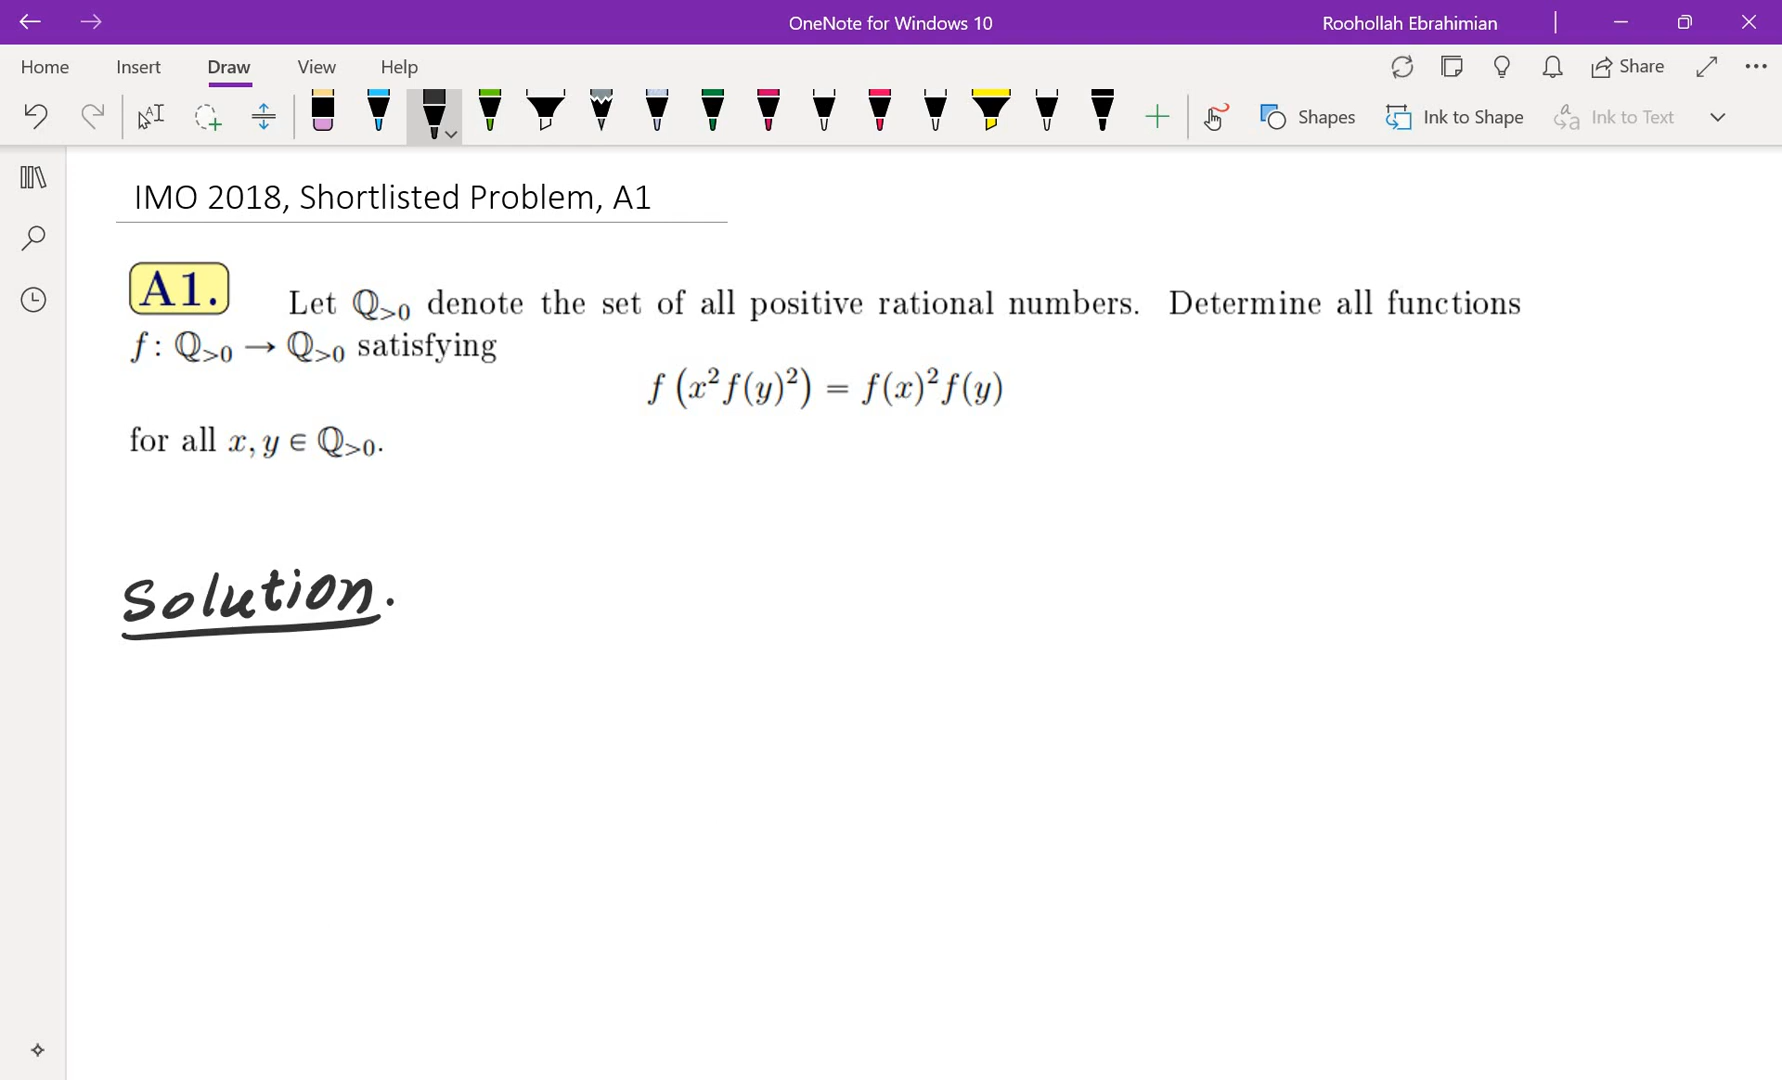 OneNote for Windows 10
Roohollah Ebrahimian
Home Insert Draw View Help
Share
Shapes Ink to Shape Ink to Text
IMO 2018, Shortlisted Problem, A1
A1. Let ℚ>0 denote the set of all positive rational numbers. Determine all functions
f: ℚ>0 → ℚ>0 satisfying
f(x²f(y)²) = f(x)²f(y)
for all x, y ∈ ℚ>0.
Solution.